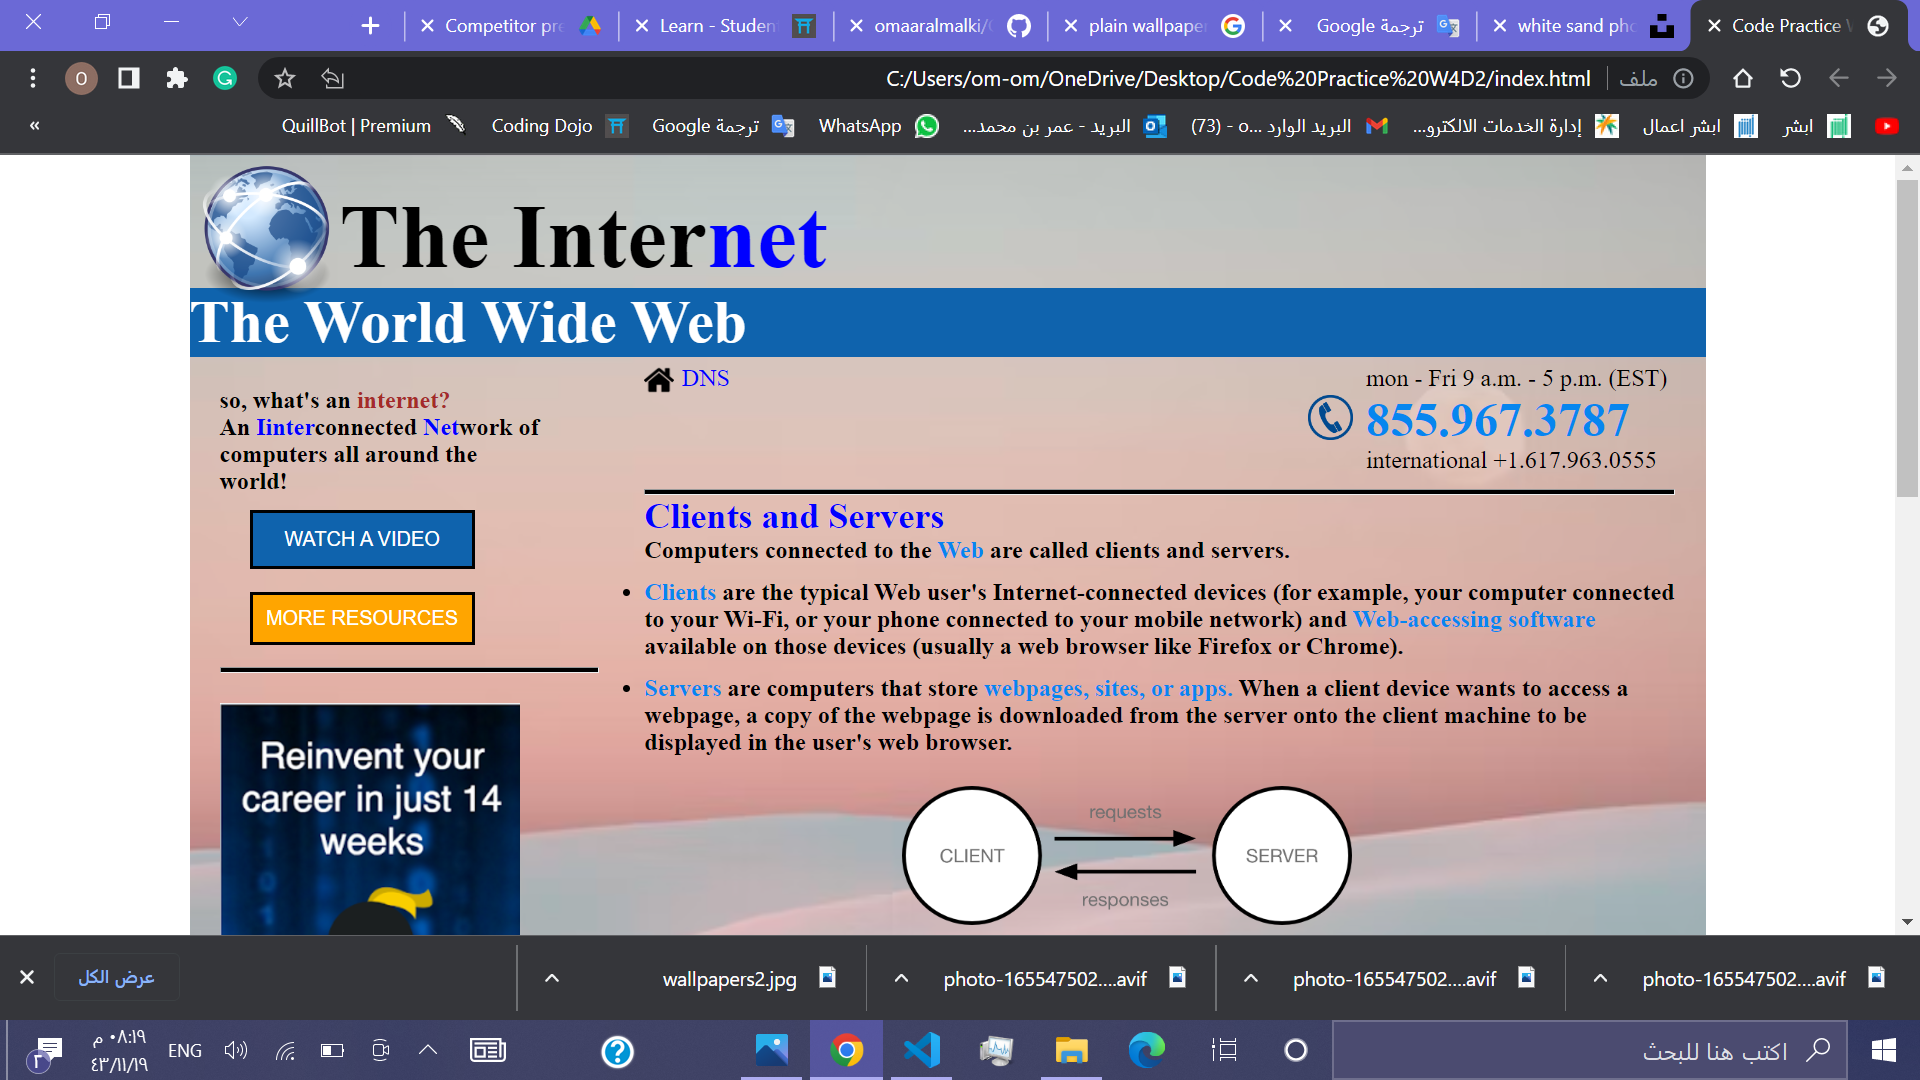 Competitor pre
Learn - Studen
omaaralmalki/
plain wallpape
ترجمة Google
white sand pho
Code Practice
O
C:/Users/om-om/OneDrive/Desktop/Code%20Practice%20W4D2/index.html
ملف
«
QuillBot | Premium
Coding Dojo
ترجمة Google
WhatsApp
البريد - عمر بن محمد...
البريد الوارد (73) - o...
إدارة الخدمات الالكترو...
ابشر اعمال
ابشر
The Internet
The World Wide Web
so, what's an internet?
An Iinterconnected Network of
computers all around the
world!
WATCH A VIDEO
MORE RESOURCES
Reinvent your
career in just 14
weeks
DNS
mon - Fri 9 a.m. - 5 p.m. (EST)
855.967.3787
international +1.617.963.0555
Clients and Servers
Computers connected to the Web are called clients and servers.
• Clients are the typical Web user's Internet-connected devices (for example, your computer connected
to your Wi-Fi, or your phone connected to your mobile network) and Web-accessing software
available on those devices (usually a web browser like Firefox or Chrome).
• Servers are computers that store webpages, sites, or apps. When a client device wants to access a
webpage, a copy of the webpage is downloaded from the server onto the client machine to be
displayed in the user's web browser.
requests
CLIENT
SERVER
responses
عرض الكل
wallpapers2.jpg
photo-165547502....avif
photo-165547502....avif
photo-165547502....avif
٠٨:١٩ م
٤٣/١١/١٩
٢
ENG
اكتب هنا للبحث